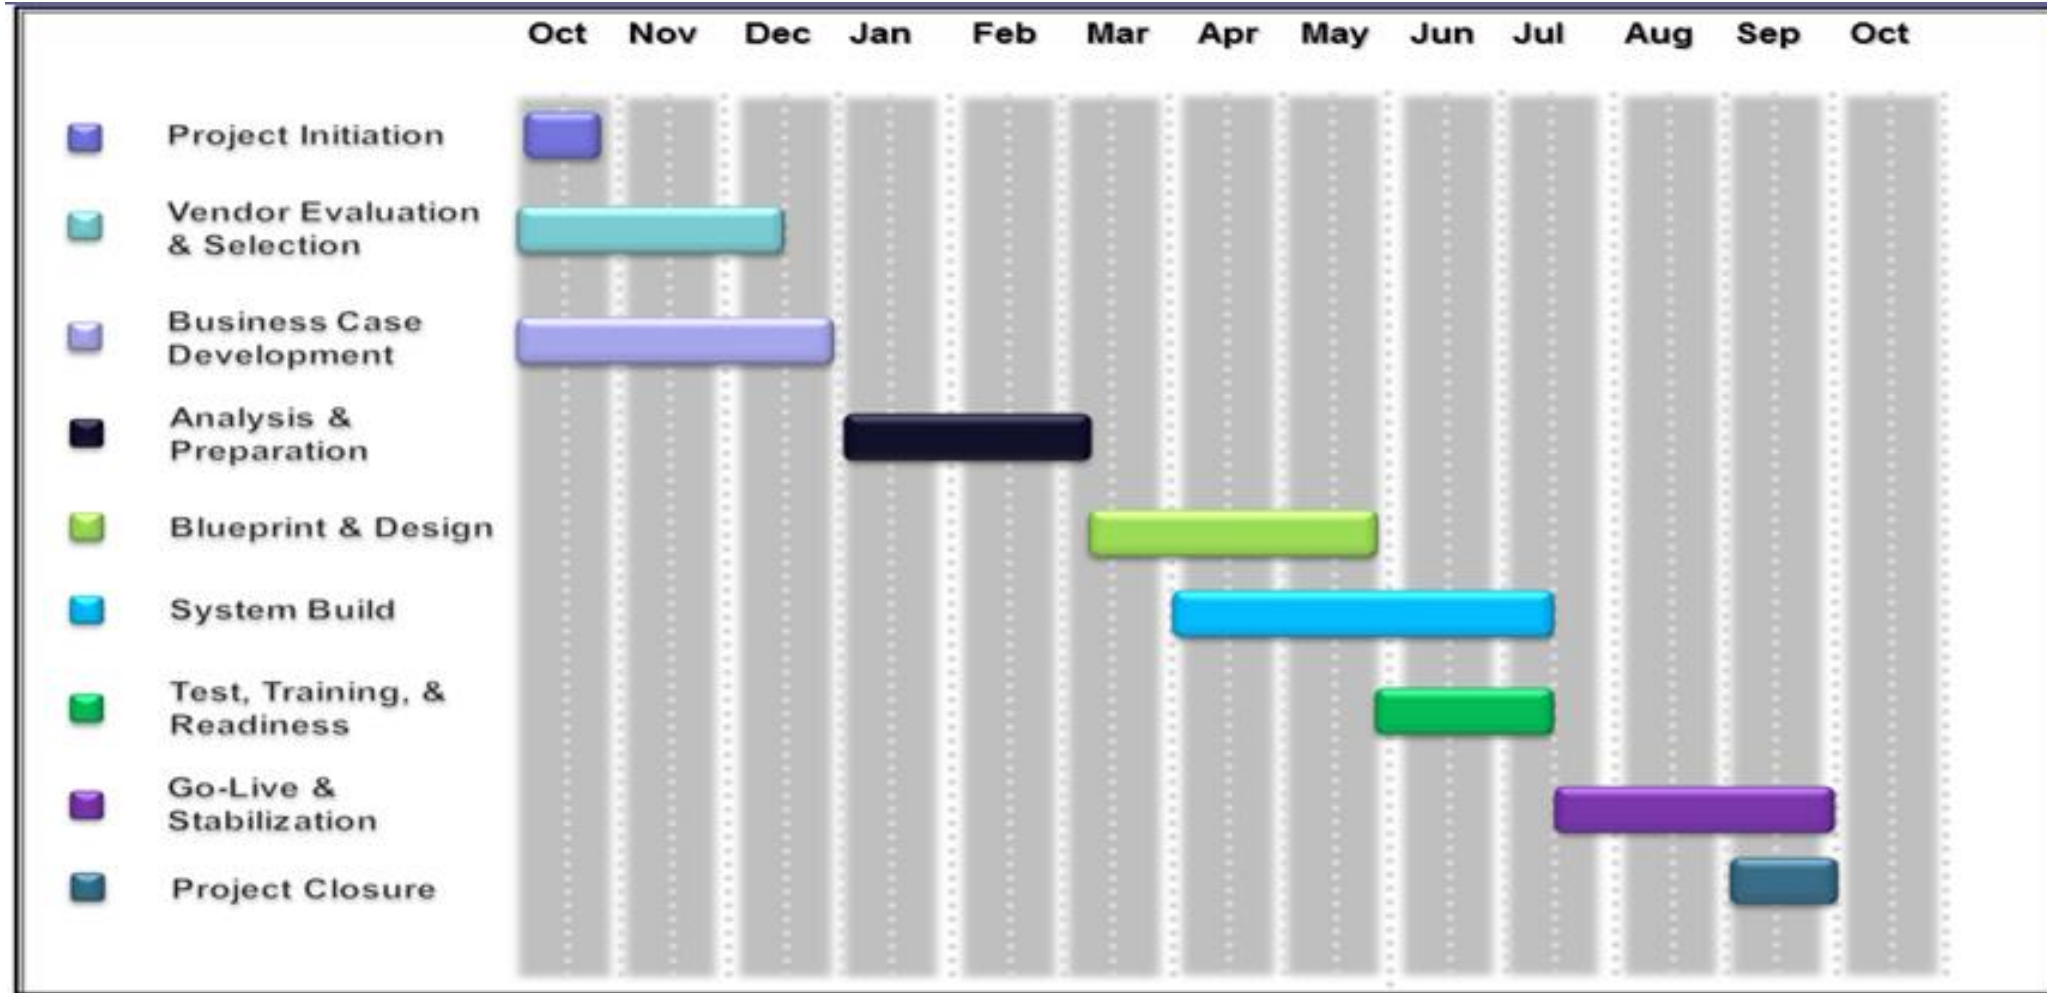 Oct Nov Dec Jan Feb Mar Apr May Jun Jul Aug Sep Oct
Project Initiation
Vendor Evaluation
& Selection
Business Case
Development
Analysis &
Preparation
Blueprint & Design
System Build
Test, Training, &
Readiness
Go-Live &
Stabilization
Project Closure